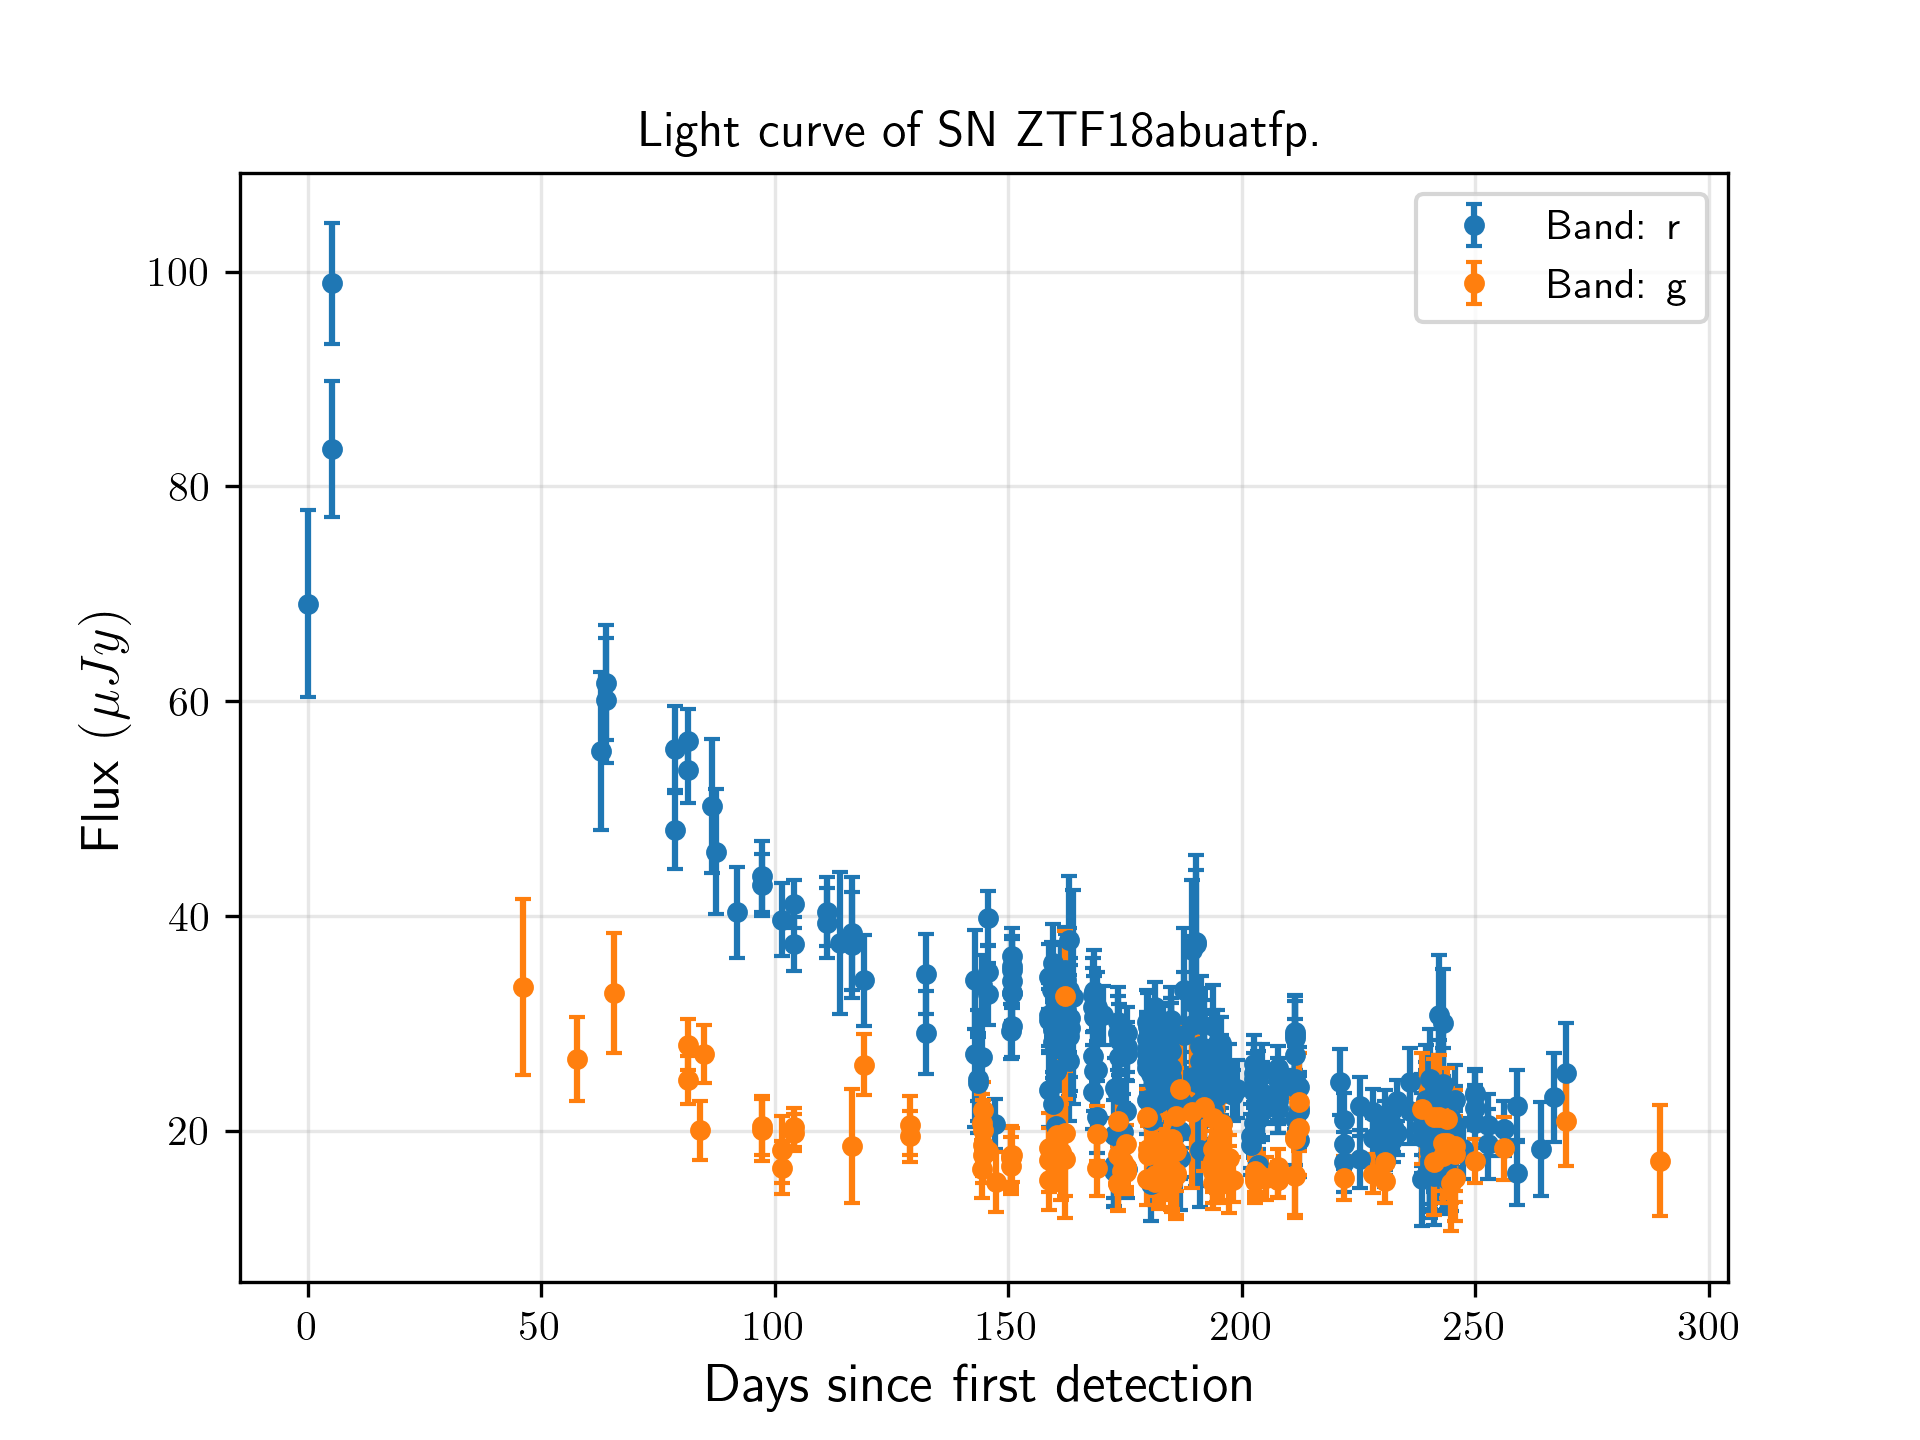 Light curve of SN ZTF18abuatfp.
Band: r
Band: g
100
80
60
40
20
Flux (μJy)
0 50 100 150 200 250 300
Days since first detection